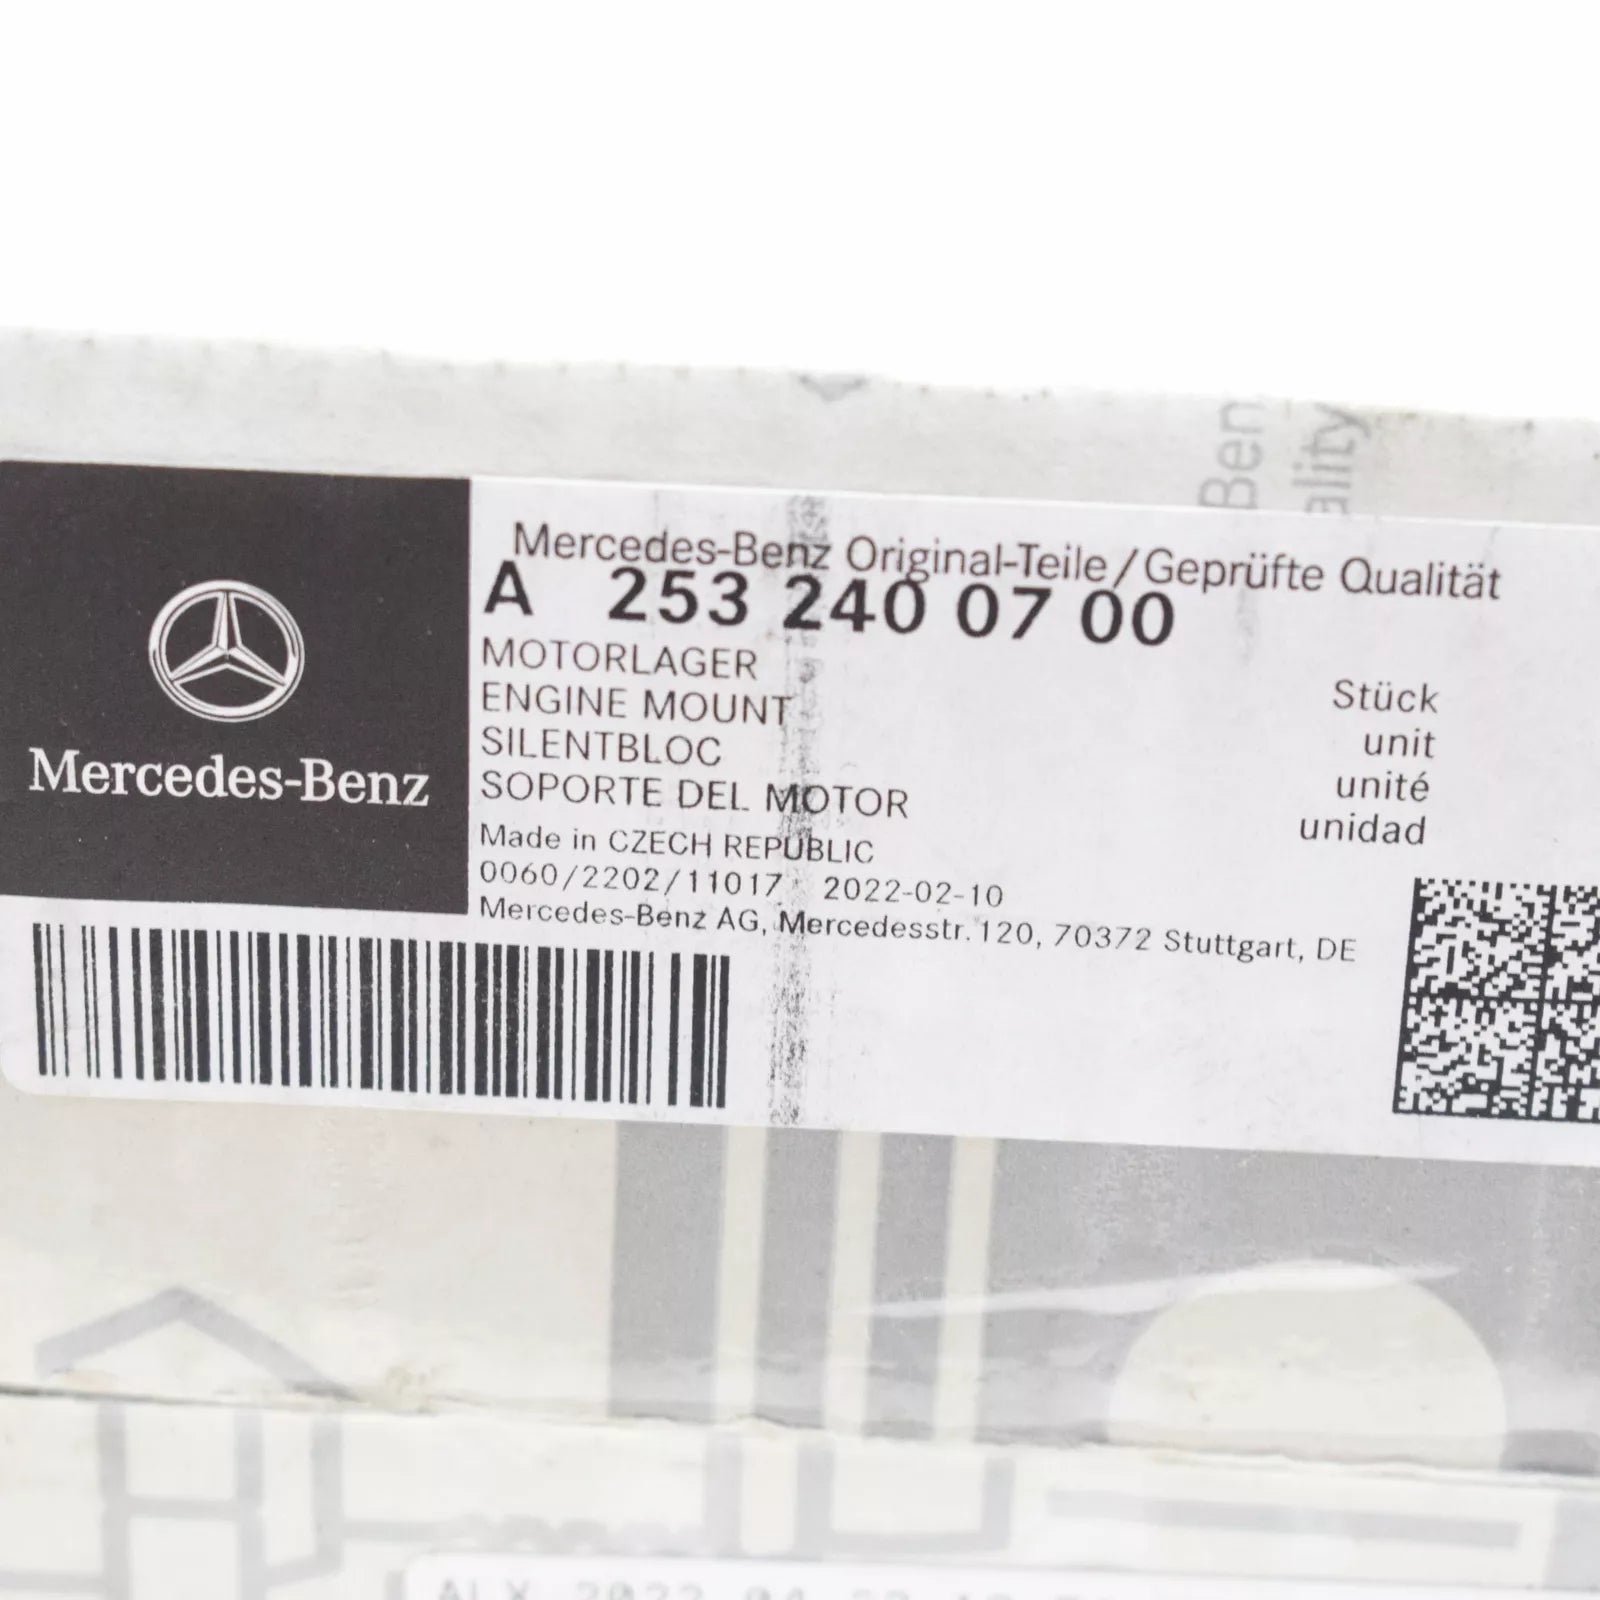 Ben
ality
Mercedes-Benz
Mercedes-Benz Original-Teile/Geprüfte Qualität
A 253 240 07 00
MOTORLAGER
ENGINE MOUNT
SILENTBLOC
SOPORTE DEL MOTOR
Stück
unit
unité
unidad
Made in CZECH REPUBLIC
0060/2202/11017 2022-02-10
Mercedes-Benz AG, Mercedesstr. 120, 70372 Stuttgart, DE